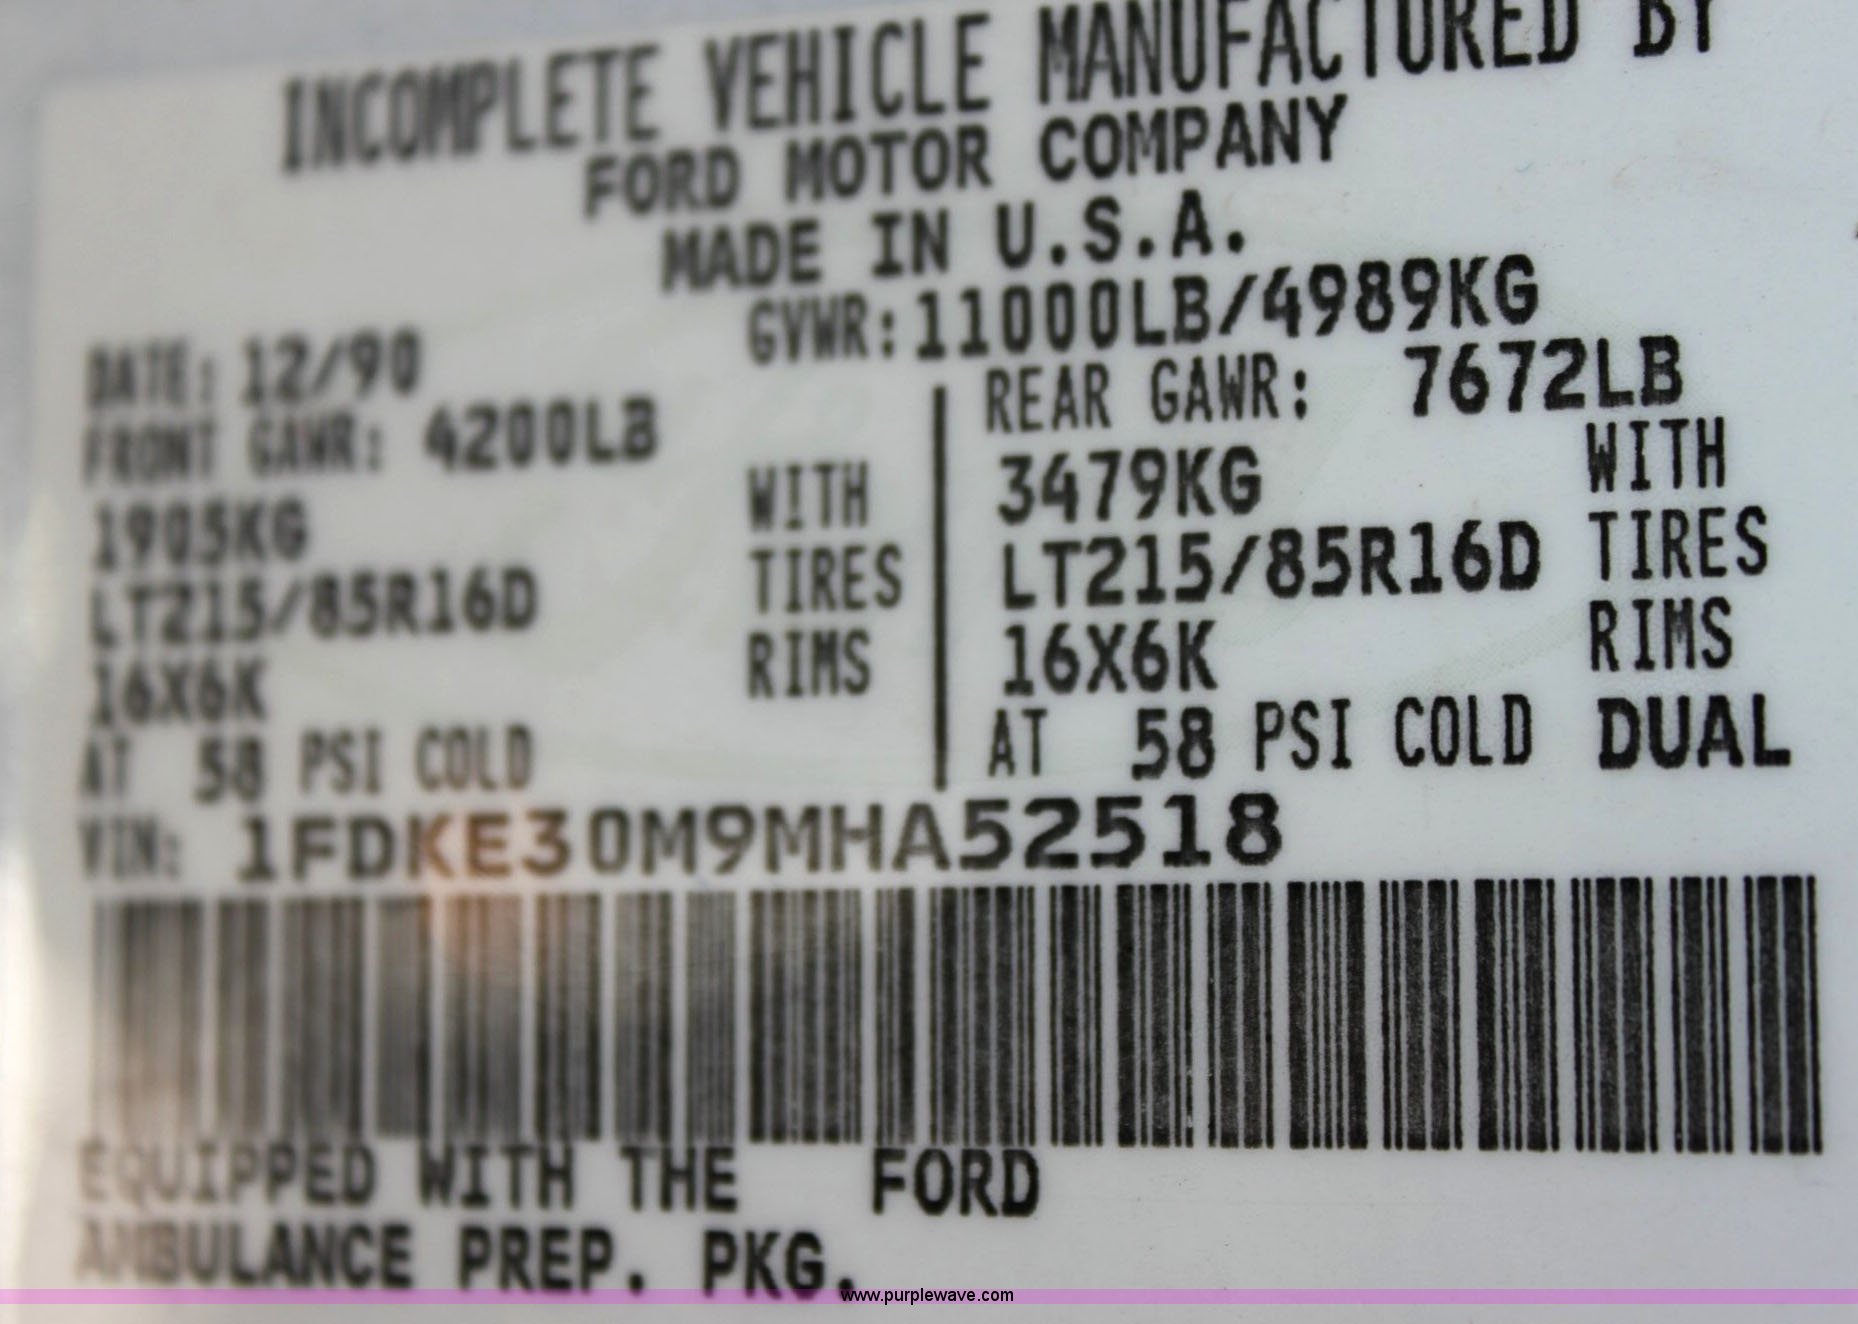 INCOMPLETE VEHICLE MANUFACTURED BY
FORD MOTOR COMPANY
MADE IN U.S.A.
DATE: 12/90 GVWR:11000LB/4989KG
FRONT GAWR: 4200LB
1905KG WITH
LT215/85R16D TIRES
16X6K RIMS
AT 58 PSI COLD
REAR GAWR: 7672LB
3479KG WITH
LT215/85R16D TIRES
16X6K RIMS
AT 58 PSI COLD DUAL
VIN: 1FDKE30M9MHA52518
EQUIPPED WITH THE FORD
AMBULANCE PREP. PKG.
www.purplewave.com